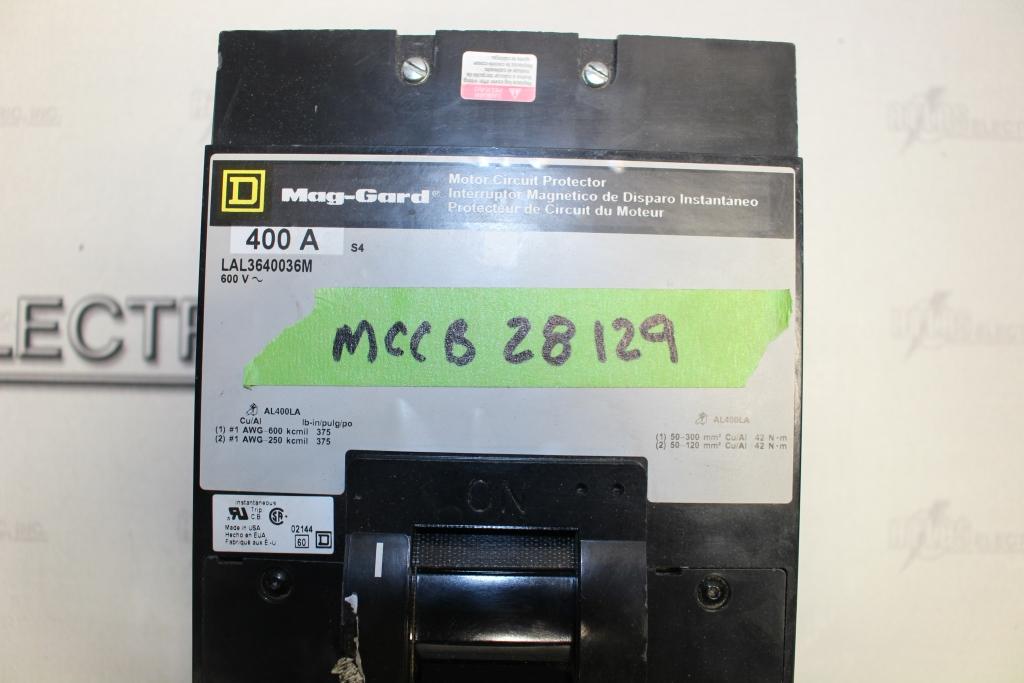 Mag-Gard
Motor Circuit Protector
Interruptor Magnetico de Disparo Instantáneo
Protecteur de Circuit du Moteur
400 A S4
LAL3640036M
600 V ~
MCCB 28129
AL400LA
Cu/Al lb-in/pulg/po
(1) #1 AWG-600 kcmil 375
(2) #1 AWG-250 kcmil 375
AL400LA
(1) 50-300 mm² Cu/Al 42 N·m
(2) 50-120 mm² Cu/Al 42 N·m
ON
Instantaneous
Trip
C.B.
Made in USA
Hecho en EUA
Fabriqué aux É.-U.
02144
60
D
LECTR